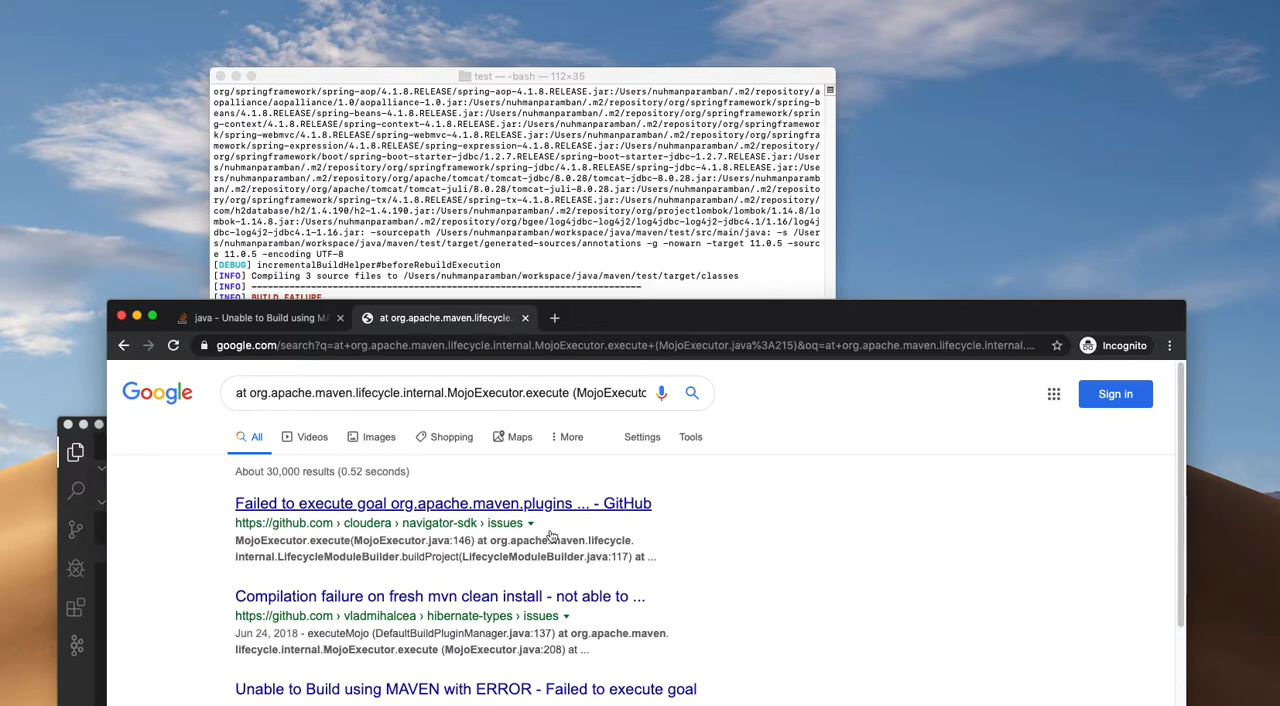 test — -bash — 112×35
org/springframework/spring-aop/4.1.8.RELEASE/spring-aop-4.1.8.RELEASE.jar:/Users/nuhmanparamban/.m2/repository/a
opalliance/aopalliance/1.0/aopalliance-1.0.jar:/Users/nuhmanparamban/.m2/repository/org/springframework/spring-b
eans/4.1.8.RELEASE/spring-beans-4.1.8.RELEASE.jar:/Users/nuhmanparamban/.m2/repository/org/springframework/sprin
g-context/4.1.8.RELEASE/spring-context-4.1.8.RELEASE.jar:/Users/nuhmanparamban/.m2/repository/org/springframewor
k/spring-webmvc/4.1.8.RELEASE/spring-webmvc-4.1.8.RELEASE.jar:/Users/nuhmanparamban/.m2/repository/org/springfra
mework/spring-expression/4.1.8.RELEASE/spring-expression-4.1.8.RELEASE.jar:/Users/nuhmanparamban/.m2/repository/
org/springframework/boot/spring-boot-starter-jdbc/1.2.7.RELEASE/spring-boot-starter-jdbc-1.2.7.RELEASE.jar:/User
s/nuhmanparamban/.m2/repository/org/springframework/spring-jdbc/4.1.8.RELEASE/spring-jdbc-4.1.8.RELEASE.jar:/Use
rs/nuhmanparamban/.m2/repository/org/apache/tomcat/tomcat-jdbc/8.0.28/tomcat-jdbc-8.0.28.jar:/Users/nuhmanparamb
an/.m2/repository/org/apache/tomcat/tomcat-juli/8.0.28/tomcat-juli-8.0.28.jar:/Users/nuhmanparamban/.m2/reposito
ry/org/springframework/spring-tx/4.1.8.RELEASE/spring-tx-4.1.8.RELEASE.jar:/Users/nuhmanparamban/.m2/repository/
com/h2database/h2/1.4.190/h2-1.4.190.jar:/Users/nuhmanparamban/.m2/repository/org/projectlombok/lombok/1.14.8/lo
mbok-1.14.8.jar:/Users/nuhmanparamban/.m2/repository/org/bgee/log4jdbc-log4j2/log4jdbc-log4j2-jdbc4.1/1.16/log4j
dbc-log4j2-jdbc4.1-1.16.jar: -sourcepath /Users/nuhmanparamban/workspace/java/maven/test/src/main/java: -s /User
s/nuhmanparamban/workspace/java/maven/test/target/generated-sources/annotations -g -nowarn -target 11.0.5 -sourc
e 11.0.5 -encoding UTF-8
[DEBUG] incrementalBuildHelper#beforeRebuildExecution
[INFO] Compiling 3 source files to /Users/nuhmanparamban/workspace/java/maven/test/target/classes
[INFO] ------------------------------------------------------------------------
[INFO] BUILD FAILURE
java - Unable to Build using MA
at org.apache.maven.lifecycle.
google.com/search?q=at+org.apache.maven.lifecycle.internal.MojoExecutor.execute+(MojoExecutor.java%3A215)&oq=at+org.apache.maven.lifecycle.internal....
Incognito
Google
at org.apache.maven.lifecycle.internal.MojoExecutor.execute (MojoExecutc
Sign in
All
Videos
Images
Shopping
Maps
More
Settings
Tools
About 30,000 results (0.52 seconds)
Failed to execute goal org.apache.maven.plugins ... - GitHub
https://github.com › cloudera › navigator-sdk › issues
MojoExecutor.execute(MojoExecutor.java:146) at org.apache.maven.lifecycle.
internal.LifecycleModuleBuilder.buildProject(LifecycleModuleBuilder.java:117) at ...
Compilation failure on fresh mvn clean install - not able to ...
https://github.com › vladmihalcea › hibernate-types › issues
Jun 24, 2018 - executeMojo (DefaultBuildPluginManager.java:137) at org.apache.maven.
lifecycle.internal.MojoExecutor.execute (MojoExecutor.java:208) at ...
Unable to Build using MAVEN with ERROR - Failed to execute goal